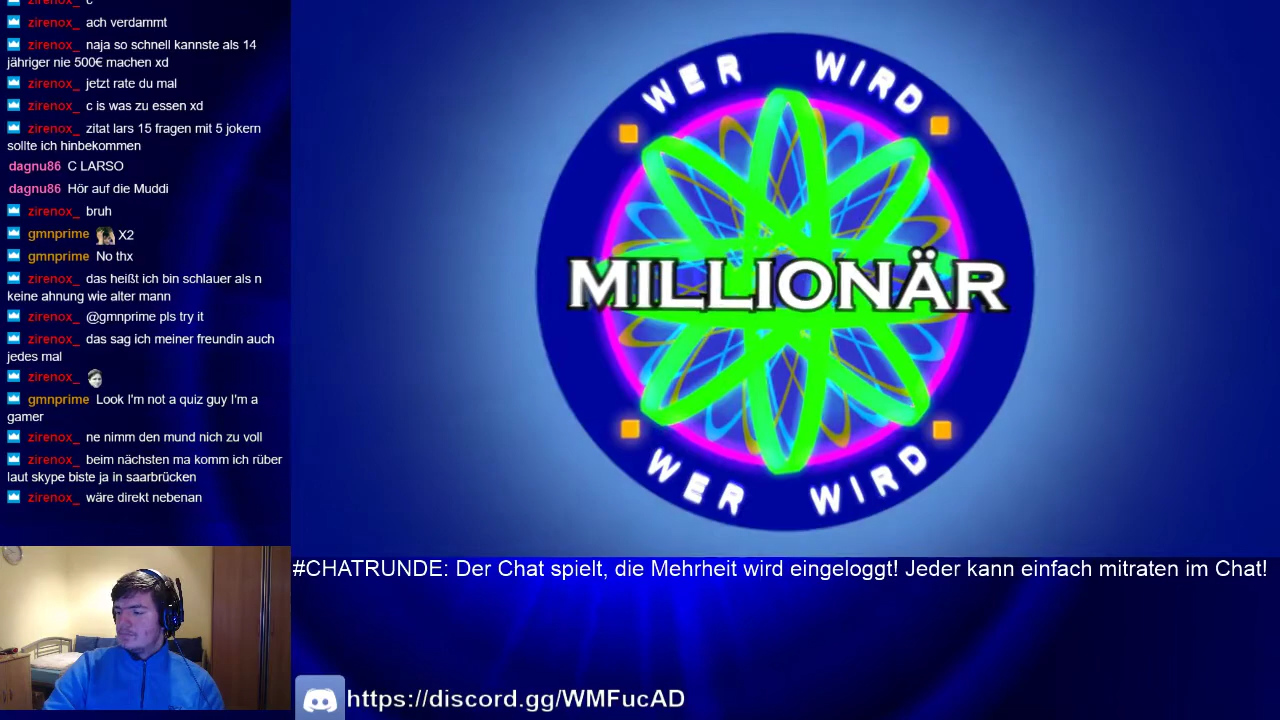 zirenox_ c
zirenox_ ach verdammt
zirenox_ naja so schnell kannste als 14
jähriger nie 500€ machen xd
zirenox_ jetzt rate du mal
zirenox_ c is was zu essen xd
zirenox_ zitat lars 15 fragen mit 5 jokern
sollte ich hinbekommen
dagnu86 C LARSO
dagnu86 Hör auf die Muddi
zirenox_ bruh
gmnprime X2
gmnprime No thx
zirenox_ das heißt ich bin schlauer als n
keine ahnung wie alter mann
zirenox_ @gmnprime pls try it
zirenox_ das sag ich meiner freundin auch
jedes mal
zirenox_
gmnprime Look I'm not a quiz guy I'm a
gamer
zirenox_ ne nimm den mund nich zu voll
zirenox_ beim nächsten ma komm ich rüber
laut skype biste ja in saarbrücken
zirenox_ wäre direkt nebenan
WER WIRD
MILLIONÄR
WER WIRD
#CHATRUNDE: Der Chat spielt, die Mehrheit wird eingeloggt! Jeder kann einfach mitraten im Chat!
https://discord.gg/WMFucAD